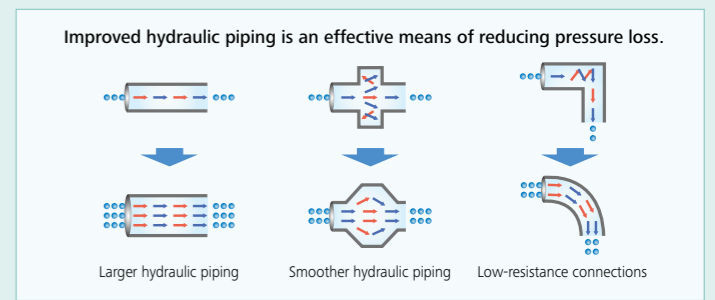 Improved hydraulic piping is an effective means of reducing pressure loss.
Larger hydraulic piping
Smoother hydraulic piping
Low-resistance connections